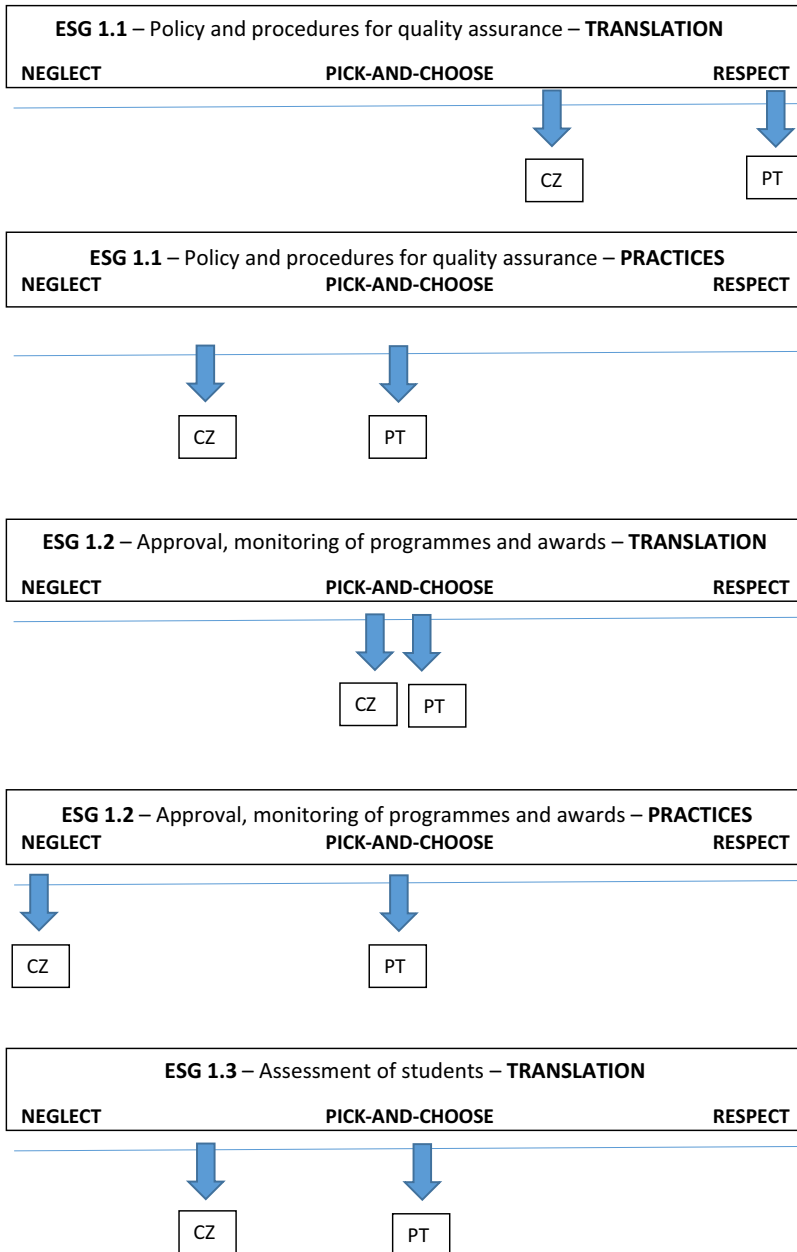 ESG 1.1 – Policy and procedures for quality assurance – TRANSLATION
NEGLECT PICK-AND-CHOOSE RESPECT
CZ PT
ESG 1.1 – Policy and procedures for quality assurance – PRACTICES
NEGLECT PICK-AND-CHOOSE RESPECT
CZ PT
ESG 1.2 – Approval, monitoring of programmes and awards – TRANSLATION
NEGLECT PICK-AND-CHOOSE RESPECT
CZ PT
ESG 1.2 – Approval, monitoring of programmes and awards – PRACTICES
NEGLECT PICK-AND-CHOOSE RESPECT
CZ PT
ESG 1.3 – Assessment of students – TRANSLATION
NEGLECT PICK-AND-CHOOSE RESPECT
CZ PT